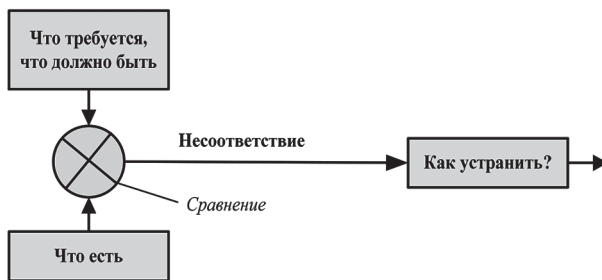 Что требуется,
что должно быть
Несоответствие
Как устранить?
Сравнение
Что есть